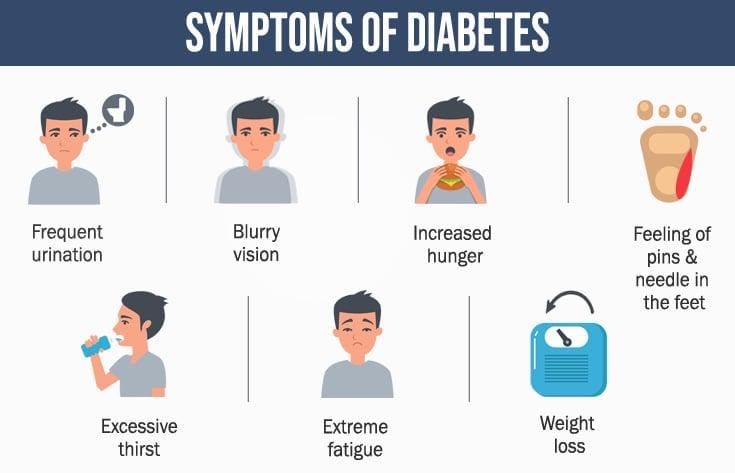 SYMPTOMS OF DIABETES
Frequent
urination
Blurry
vision
Increased
hunger
Feeling of
pins &
needle in
the feet
Excessive
thirst
Extreme
fatigue
Weight
loss